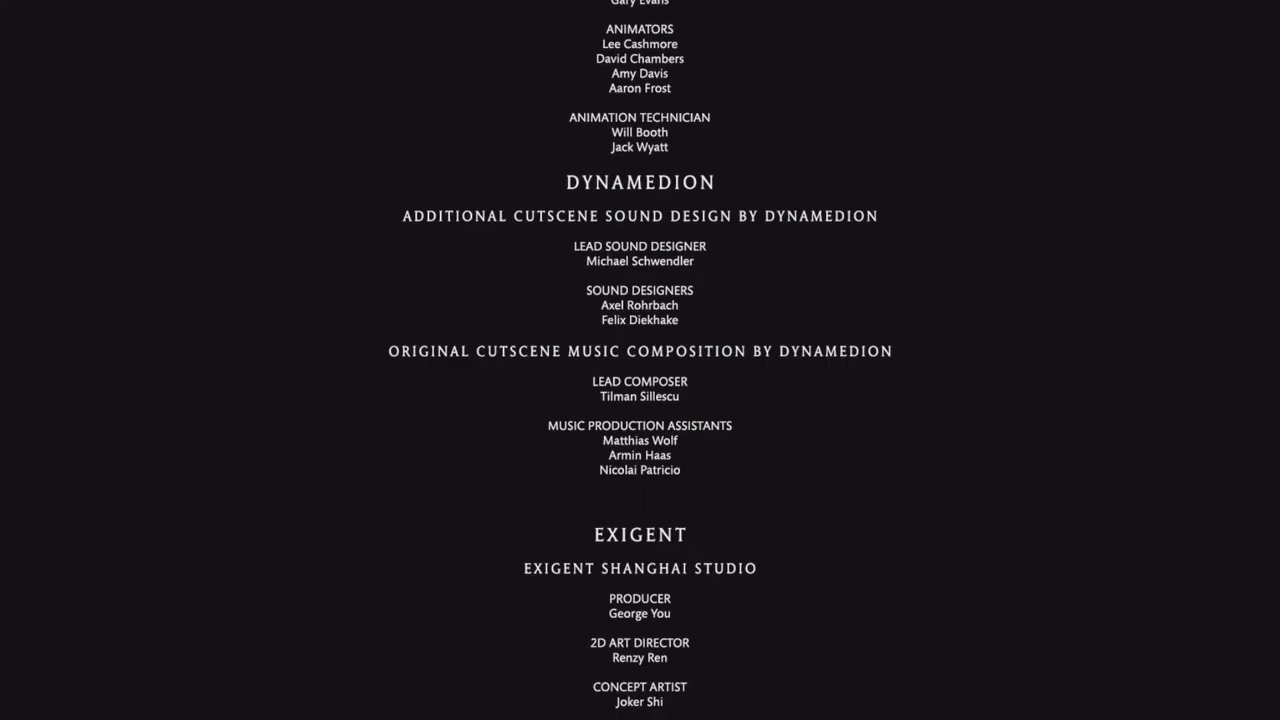 Gary Evans
ANIMATORS
Lee Cashmore
David Chambers
Amy Davis
Aaron Frost
ANIMATION TECHNICIAN
Will Booth
Jack Wyatt
DYNAMEDION
ADDITIONAL CUTSCENE SOUND DESIGN BY DYNAMEDION
LEAD SOUND DESIGNER
Michael Schwendler
SOUND DESIGNERS
Axel Rohrbach
Felix Diekhake
ORIGINAL CUTSCENE MUSIC COMPOSITION BY DYNAMEDION
LEAD COMPOSER
Tilman Sillescu
MUSIC PRODUCTION ASSISTANTS
Matthias Wolf
Armin Haas
Nicolai Patricio
EXIGENT
EXIGENT SHANGHAI STUDIO
PRODUCER
George You
2D ART DIRECTOR
Renzy Ren
CONCEPT ARTIST
Joker Shi